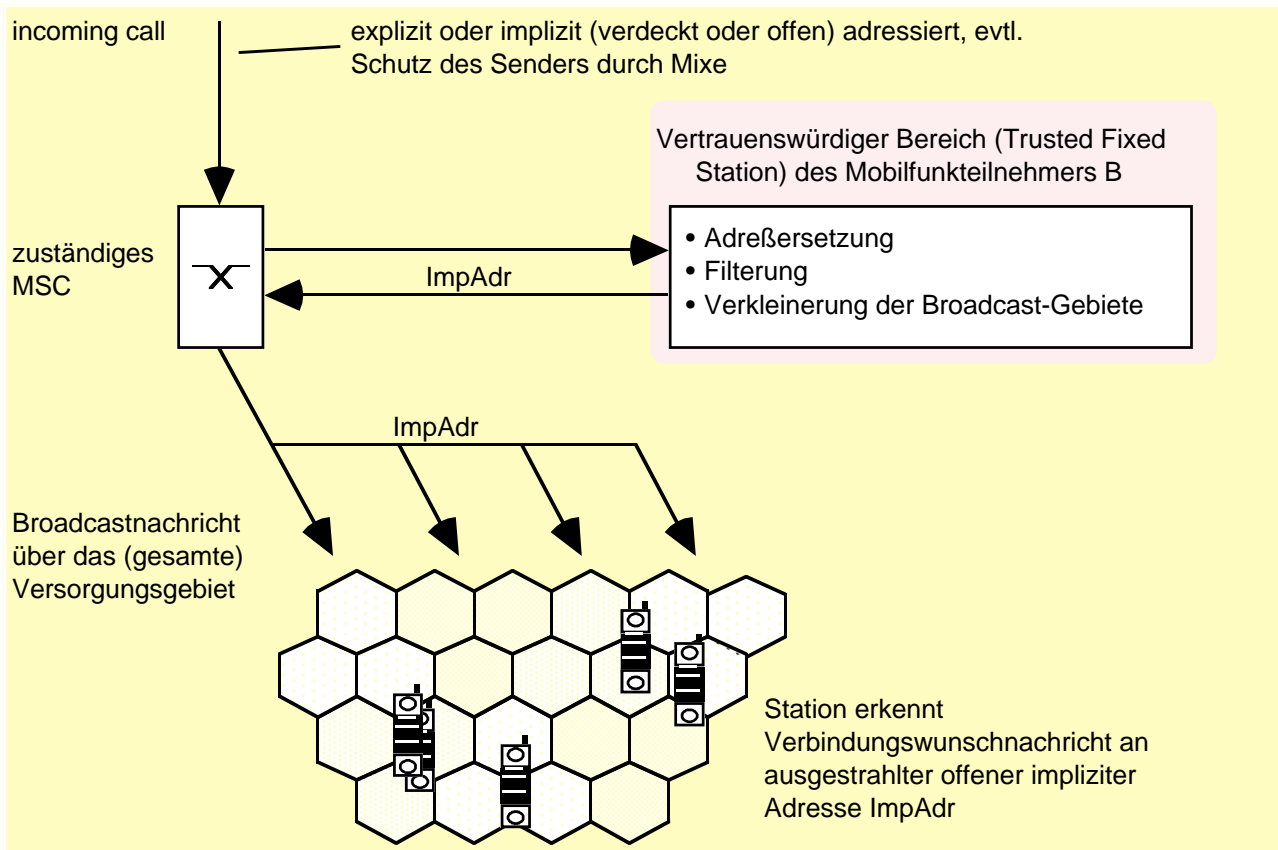 incoming call
explizit oder implizit (verdeckt oder offen) adressiert, evtl.
Schutz des Senders durch Mixe
Vertrauenswürdiger Bereich (Trusted Fixed
Station) des Mobilfunkteilnehmers B
zuständiges
MSC
• Adreßersetzung
• Filterung
• Verkleinerung der Broadcast-Gebiete
ImpAdr
ImpAdr
Broadcastnachricht
über das (gesamte)
Versorgungsgebiet
Station erkennt
Verbindungswunschnachricht an
ausgestrahlter offener impliziter
Adresse ImpAdr